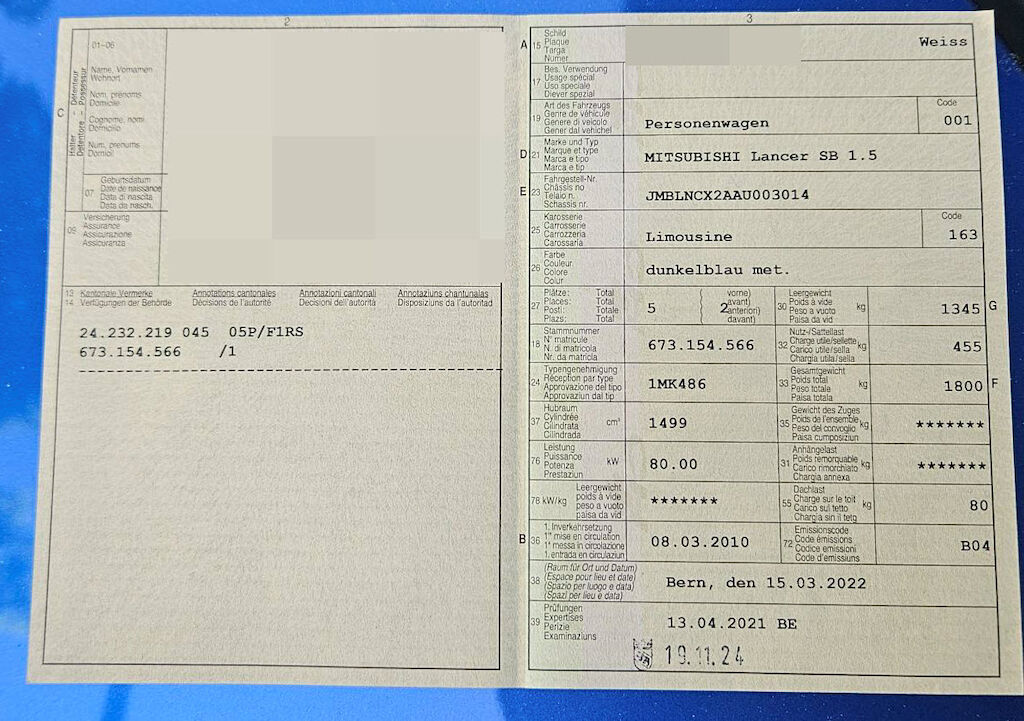 2
01-06
Halter - Détenteur
Detentore - Possessur
C
Name, Vornamen
Wohnort
Nom, prénoms
Domicile
Cognome, nomi
Domicilio
Num, prenums
Domicil
07
Geburtsdatum
Date de naissance
Data di nascita
Data da nasch.
09
Versicherung
Assurance
Assicurazione
Assicuranza
13 Kantonale Vermerke Annotations cantonales Annotazioni cantonali Annotaziuns chantunalas
14 Verfügungen der Behörde Décisions de l'autorité Decisioni dell'autorità Disposiziuns da l'autoritad
24.232.219 045 05P/F1RS
673.154.566 /1
3
A 15
Schild
Plaque
Targa
Numer
Weiss
17
Bes. Verwendung
Usage spécial
Uso speciale
Diever spezial
19
Art des Fahrzeugs
Genre de véhicule
Genere di veicolo
Gener dal vehichel
Personenwagen
Code
001
D 21
Marke und Typ
Marque et type
Marca e tipo
Marca e tip
MITSUBISHI Lancer SB 1.5
E 23
Fahrgestell-Nr.
Châssis no
Telaio n.
Schassis nr.
JMBLNCX2AAU003014
25
Karosserie
Carrosserie
Carrozzeria
Carossaria
Limousine
Code
163
26
Farbe
Couleur
Colore
Colur
dunkelblau met.
27
Plätze: Total
Places: Total
Posti: Totale
Plazs: Total
5
( vorne)
( avant)
( anteriori)
( davant)
2
30
Leergewicht
Poids à vide
Peso a vuoto
Paisa da vid
kg
1345
G
18
Stammnummer
N° matricule
N. di matricola
Nr. da matricla
673.154.566
32
Nutz-/Sattellast
Charge utile/sellette
Carico utile/sella
Chargia utila/sella
kg
455
24
Typengenehmigung
Réception par type
Approvazione del tipo
Approvaziun dal tip
1MK486
33
Gesamtgewicht
Poids total
Peso totale
Paisa totala
kg
1800
F
37
Hubraum
Cylindrée
Cilindrata
Cilindrada
cm³
1499
35
Gewicht des Zuges
Poids de l'ensemble
Peso del convoglio
Paisa cumposiziun
kg
*******
76
Leistung
Puissance
Potenza
Prestaziun
kW
80.00
31
Anhängelast
Poids remorquable
Carico rimorchiato
Chargia annexa
kg
*******
78 kW/kg
Leergewicht
poids à vide
peso a vuoto
paisa da vid
*******
55
Dachlast
Charge sur le toit
Carico sul tetto
Chargia sin il tetg
kg
80
B 36
1. Inverkehrsetzung
1re mise en circulation
1a messa in circolazione
1. entrada en circulaziun
08.03.2010
72
Emissionscode
Code émissions
Codice emissioni
Code d'emissiuns
B04
38
(Raum für Ort und Datum)
(Espace pour lieu et date)
(Spazio per luogo e data)
(Spazi per lieu e data)
Bern, den 15.03.2022
39
Prüfungen
Expertises
Perizie
Examinaziuns
13.04.2021 BE
19.11.24